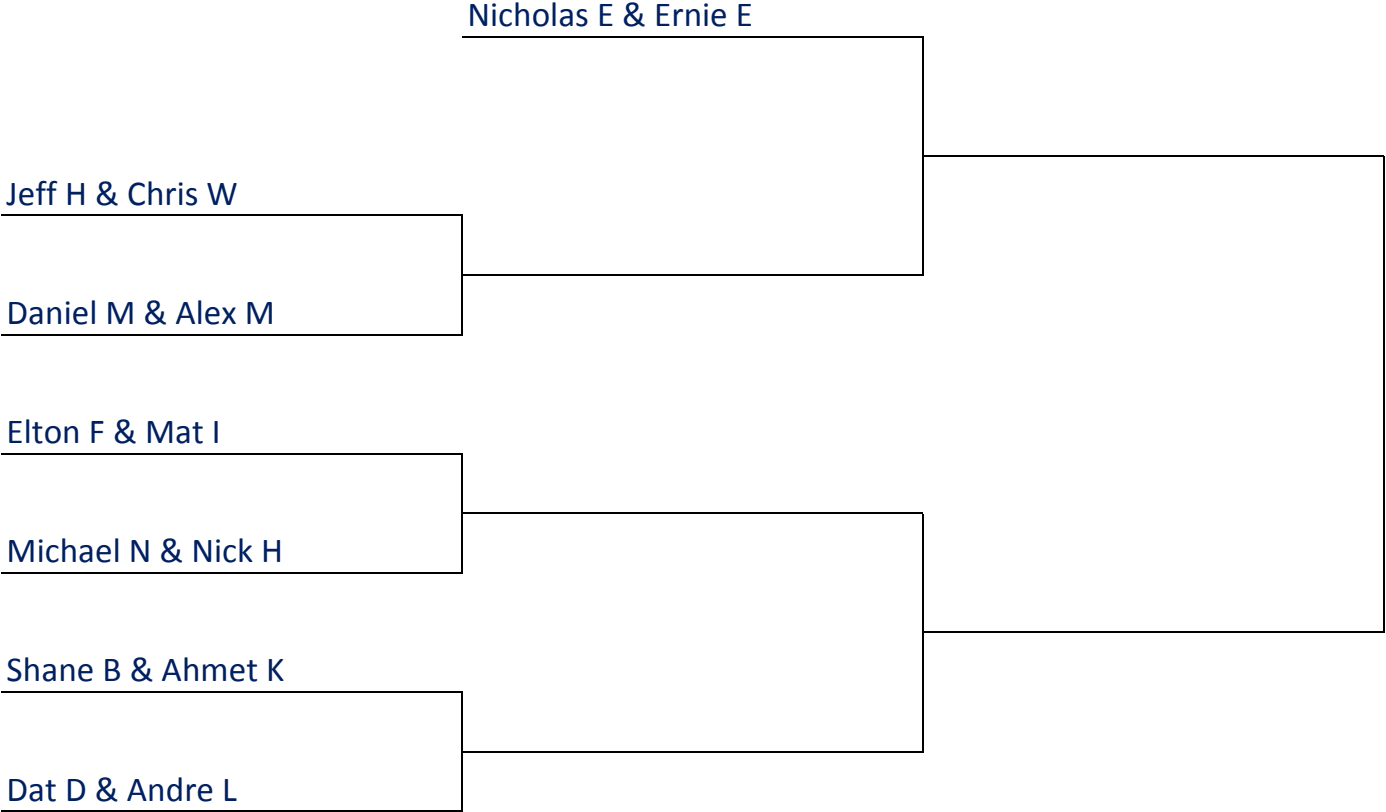 Nicholas E & Ernie E
Jeff H & Chris W
Daniel M & Alex M
Elton F & Mat I
Michael N & Nick H
Shane B & Ahmet K
Dat D & Andre L